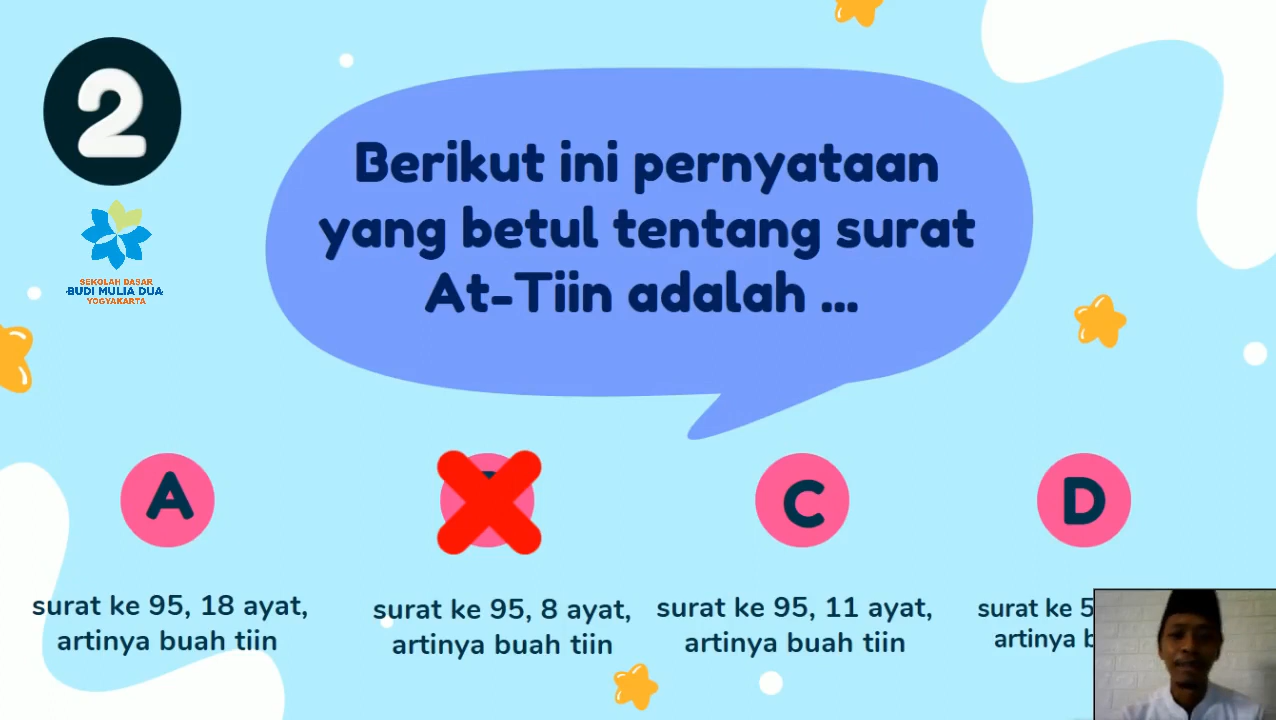 2
SEKOLAH DASAR
BUDI MULIA DUA
YOGYAKARTA
Berikut ini pernyataan
yang betul tentang surat
At-Tiin adalah ...
A
surat ke 95, 18 ayat,
artinya buah tiin
surat ke 95, 8 ayat,
artinya buah tiin
C
surat ke 95, 11 ayat,
artinya buah tiin
D
surat ke
artinya